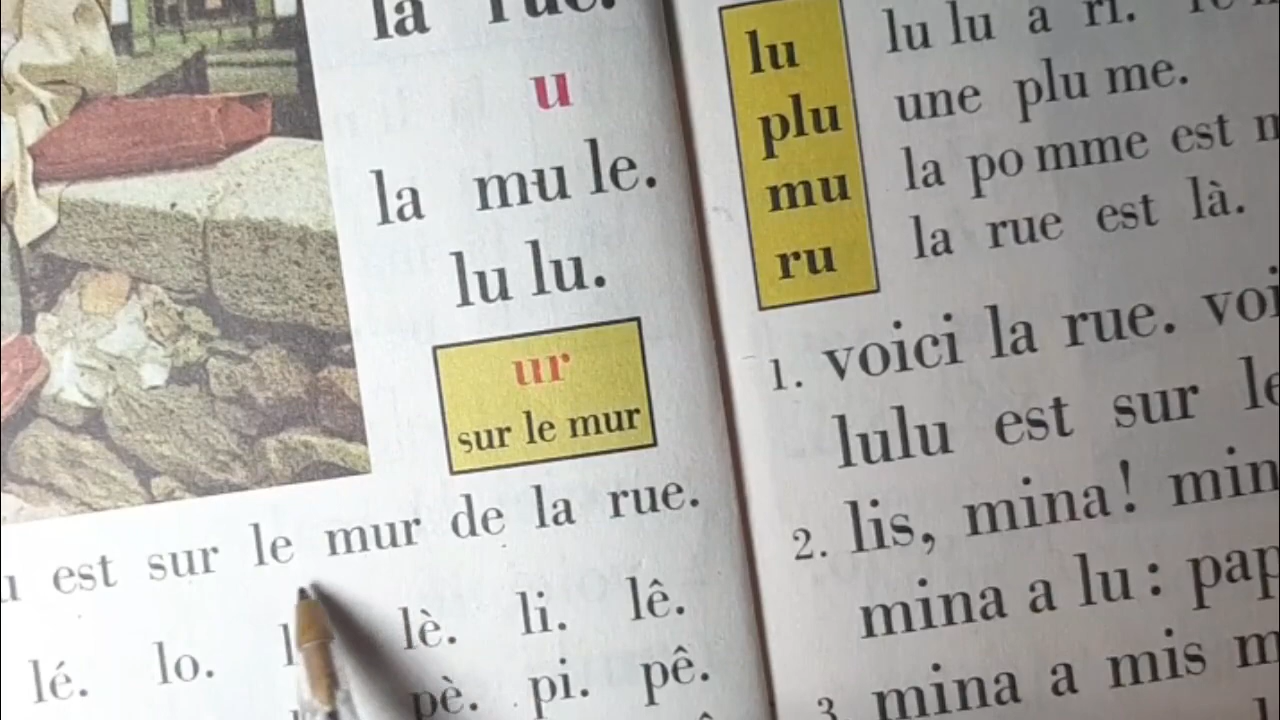 la rue.
u
la mu le.
lu lu.
ur
sur le mur
est sur le mur de la rue.
lé. lo. lè. li. lê.
pè. pi. pê.
lu
plu
mu
ru
lu lu a ri.
une plu me.
la po mme est
la rue est là.
1. voici la rue.
lulu est sur
2. lis, mina!
mina a lu :
3. mina a mis